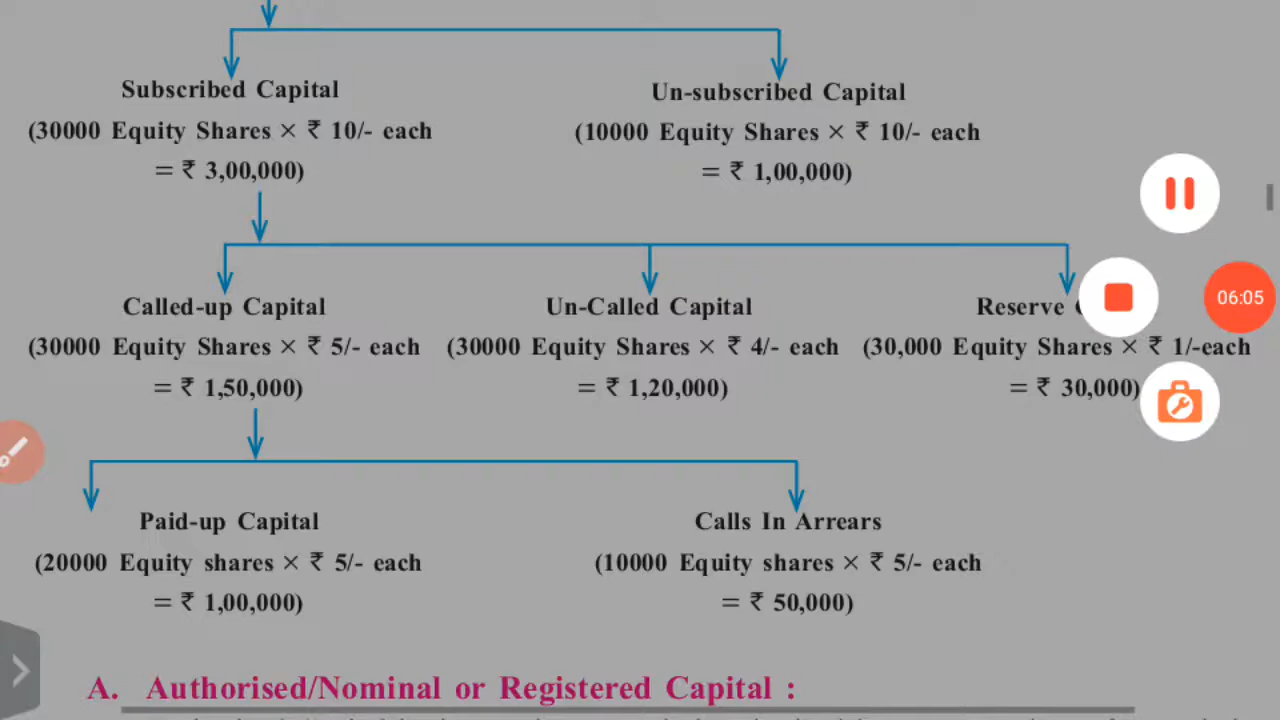 Subscribed Capital
(30000 Equity Shares × ₹ 10/- each
= ₹ 3,00,000)
Un-subscribed Capital
(10000 Equity Shares × ₹ 10/- each
= ₹ 1,00,000)
Called-up Capital
(30000 Equity Shares × ₹ 5/- each
= ₹ 1,50,000)
Un-Called Capital
(30000 Equity Shares × ₹ 4/- each
= ₹ 1,20,000)
Reserve
(30,000 Equity Shares × ₹ 1/-each
= ₹ 30,000)
06:05
Paid-up Capital
(20000 Equity shares × ₹ 5/- each
= ₹ 1,00,000)
Calls In Arrears
(10000 Equity shares × ₹ 5/- each
= ₹ 50,000)
A. Authorised/Nominal or Registered Capital :